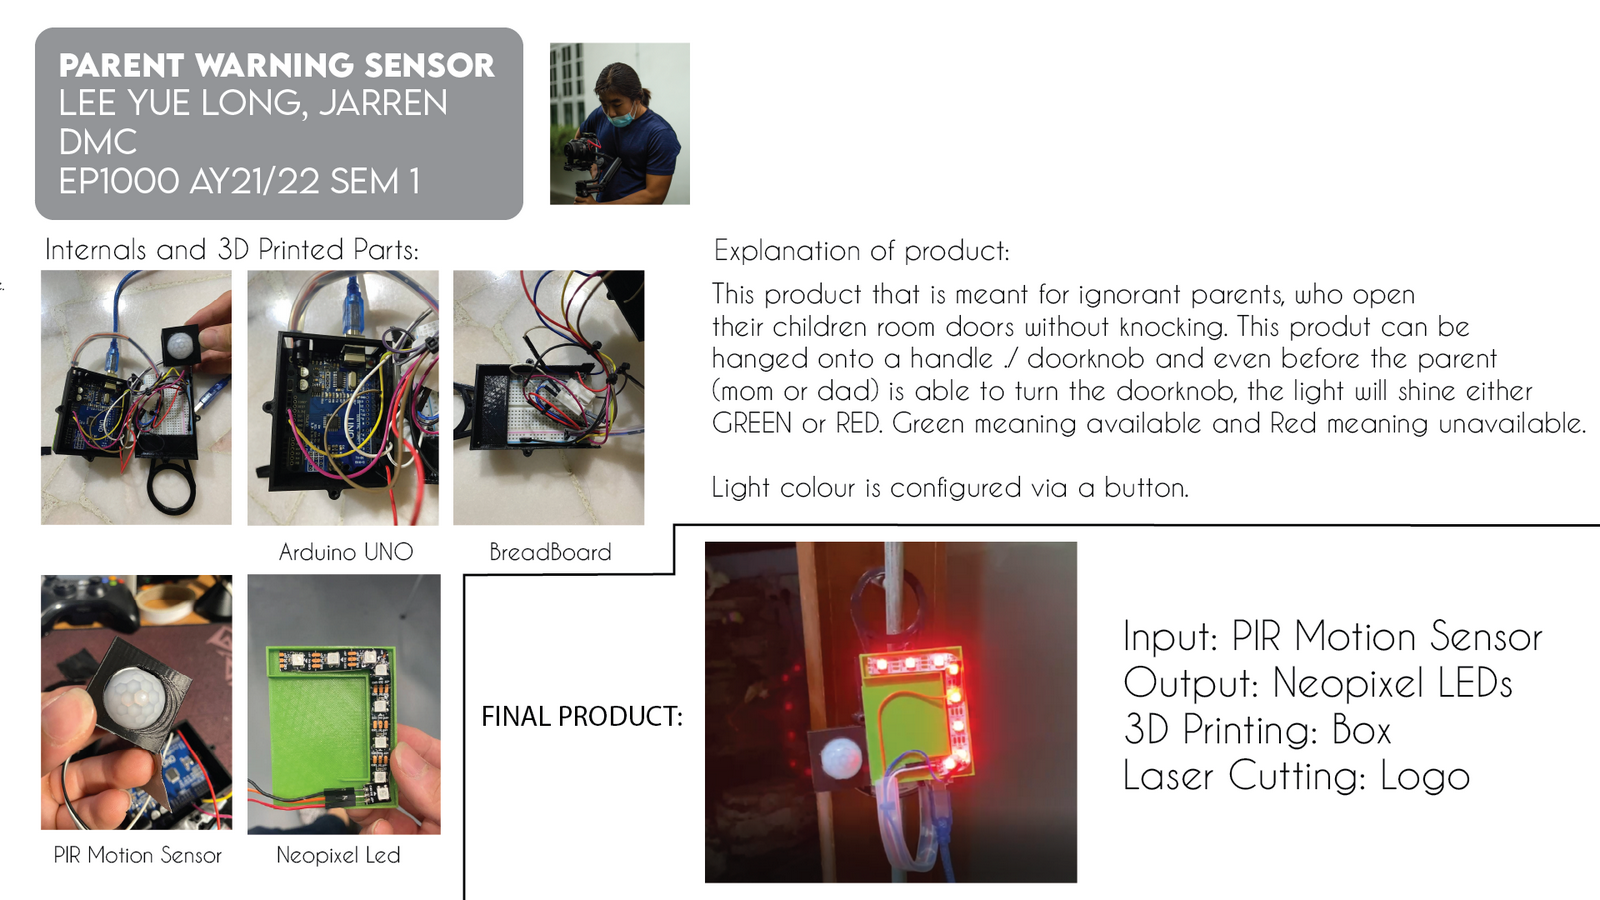 PARENT WARNING SENSOR
LEE YUE LONG, JARREN
DMC
EP1000 AY21/22 SEM 1
Internals and 3D Printed Parts:
Arduino UNO
BreadBoard
PIR Motion Sensor
Neopixel Led
Explanation of product:
This product that is meant for ignorant parents, who open
their children room doors without knocking. This produt can be
hanged onto a handle ./ doorknob and even before the parent
(mom or dad) is able to turn the doorknob, the light will shine either
GREEN or RED. Green meaning available and Red meaning unavailable.
Light colour is configured via a button.
FINAL PRODUCT:
Input: PIR Motion Sensor
Output: Neopixel LEDs
3D Printing: Box
Laser Cutting: Logo